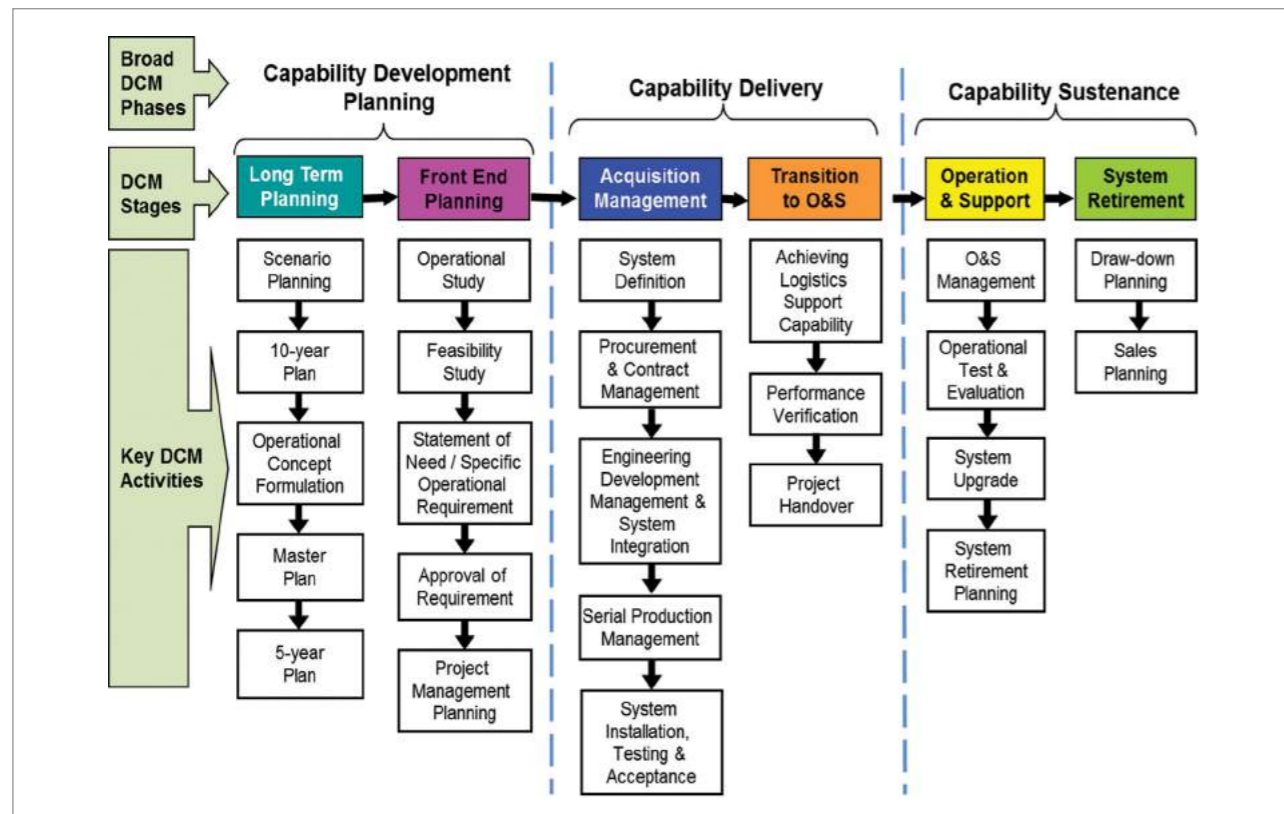 Broad
DCM
Phases
Capability Development
Planning
Capability Delivery
Capability Sustenance
DCM
Stages
Long Term
Planning
Front End
Planning
Acquisition
Management
Transition
to O&S
Operation
& Support
System
Retirement
Key DCM
Activities
Scenario
Planning
10-year
Plan
Operational
Concept
Formulation
Master
Plan
5-year
Plan
Operational
Study
Feasibility
Study
Statement of
Need / Specific
Operational
Requirement
Approval of
Requirement
Project
Management
Planning
System
Definition
Procurement
& Contract
Management
Engineering
Development
Management &
System
Integration
Serial Production
Management
System
Installation,
Testing &
Acceptance
Achieving
Logistics
Support
Capability
Performance
Verification
Project
Handover
O&S
Management
Operational
Test &
Evaluation
System
Upgrade
System
Retirement
Planning
Draw-down
Planning
Sales
Planning